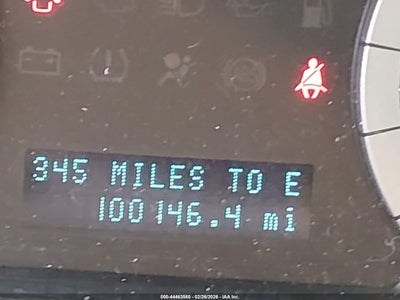 345 MILES TO E
100146.4 mi
000-44463560 - 02/26/2026 - IAA Inc.